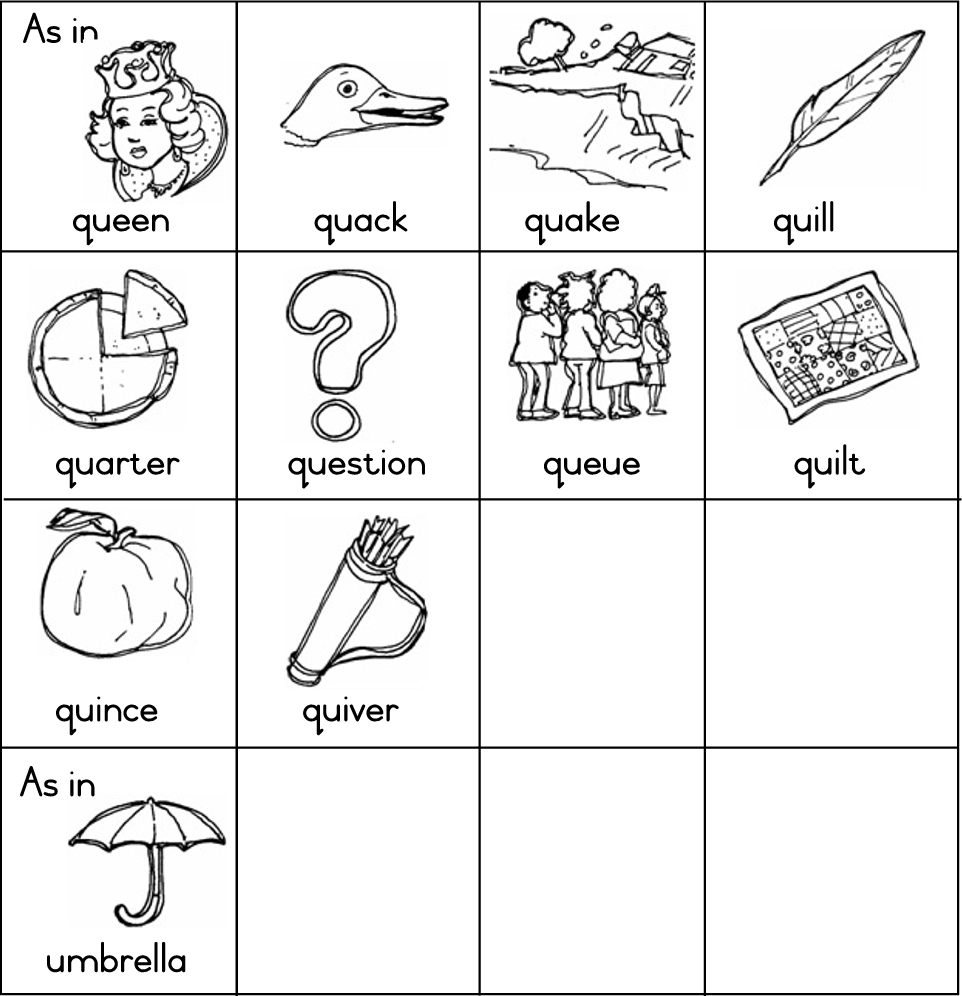 As in
queen
quack
quake
quill
quarter
question
queue
quilt
quince
quiver
As in
umbrella